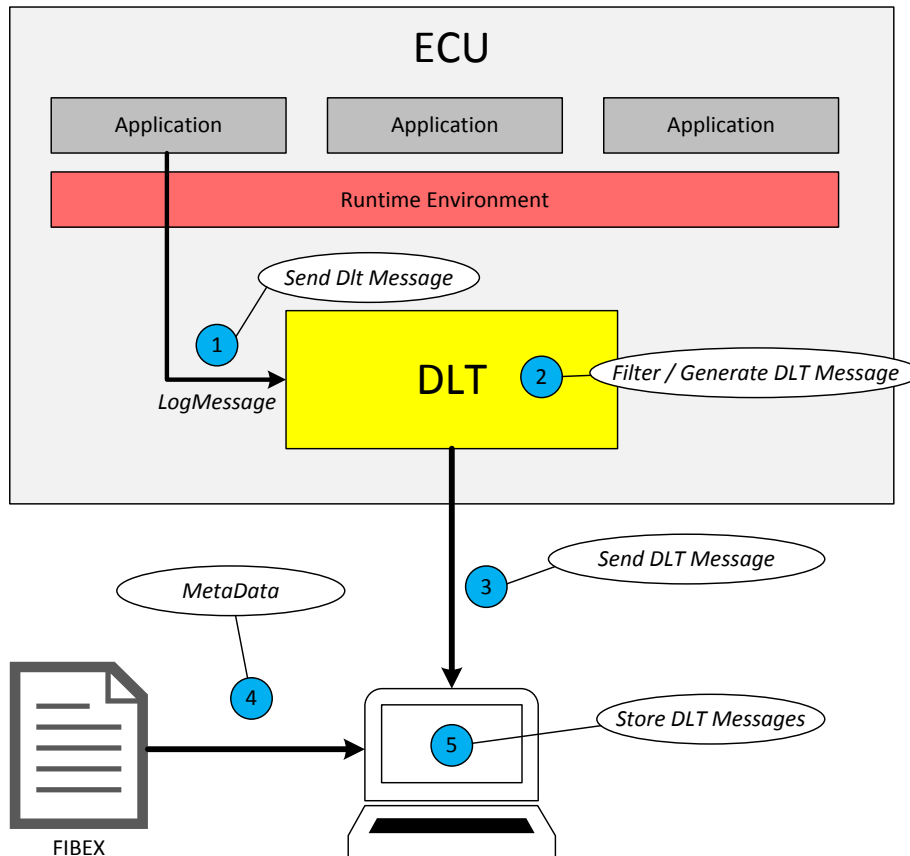 ECU
Application
Application
Application
Runtime Environment
Send Dlt Message
1
LogMessage
DLT
2
Filter / Generate DLT Message
3
Send DLT Message
MetaData
4
5
Store DLT Messages
FIBEX